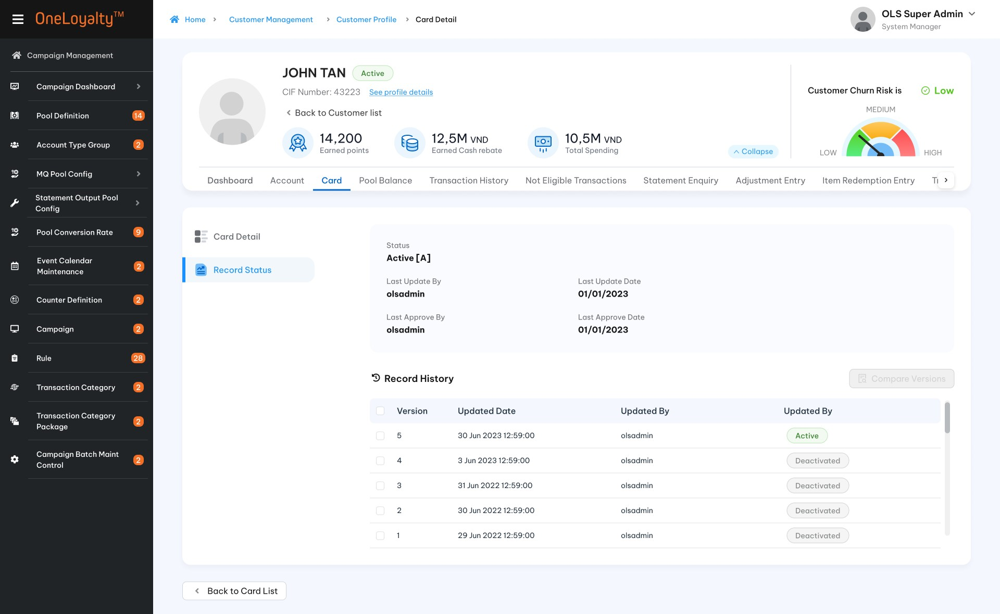 OneLoyalty™
Home > Customer Management > Customer Profile > Card Detail
OLS Super Admin
System Manager
Campaign Management
Campaign Dashboard
Pool Definition 14
Account Type Group 2
MQ Pool Config
Statement Output Pool
Config
Pool Conversion Rate 9
Event Calendar
Maintenance 2
Counter Definition 2
Campaign 2
Rule 28
Transaction Category 2
Transaction Category
Package 2
Campaign Batch Maint
Control 2
JOHN TAN Active
CIF Number: 43223 See profile details
Back to Customer list
14,200
Earned points
12,5M VND
Earned Cash rebate
10,5M VND
Total Spending
Collapse
Customer Churn Risk is Low
MEDIUM
LOW HIGH
Dashboard Account Card Pool Balance Transaction History Not Eligible Transactions Statement Enquiry Adjustment Entry Item Redemption Entry
Card Detail
Record Status
Status
Active [A]
Last Update By Last Update Date
olsadmin 01/01/2023
Last Approve By Last Approve Date
olsadmin 01/01/2023
Record History
Compare Versions
Version Updated Date Updated By Updated By
5 30 Jun 2023 12:59:00 olsadmin Active
4 3 Jun 2023 12:59:00 olsadmin Deactivated
3 31 Jun 2022 12:59:00 olsadmin Deactivated
2 30 Jun 2022 12:59:00 olsadmin Deactivated
1 29 Jun 2022 12:59:00 olsadmin Deactivated
Back to Card List